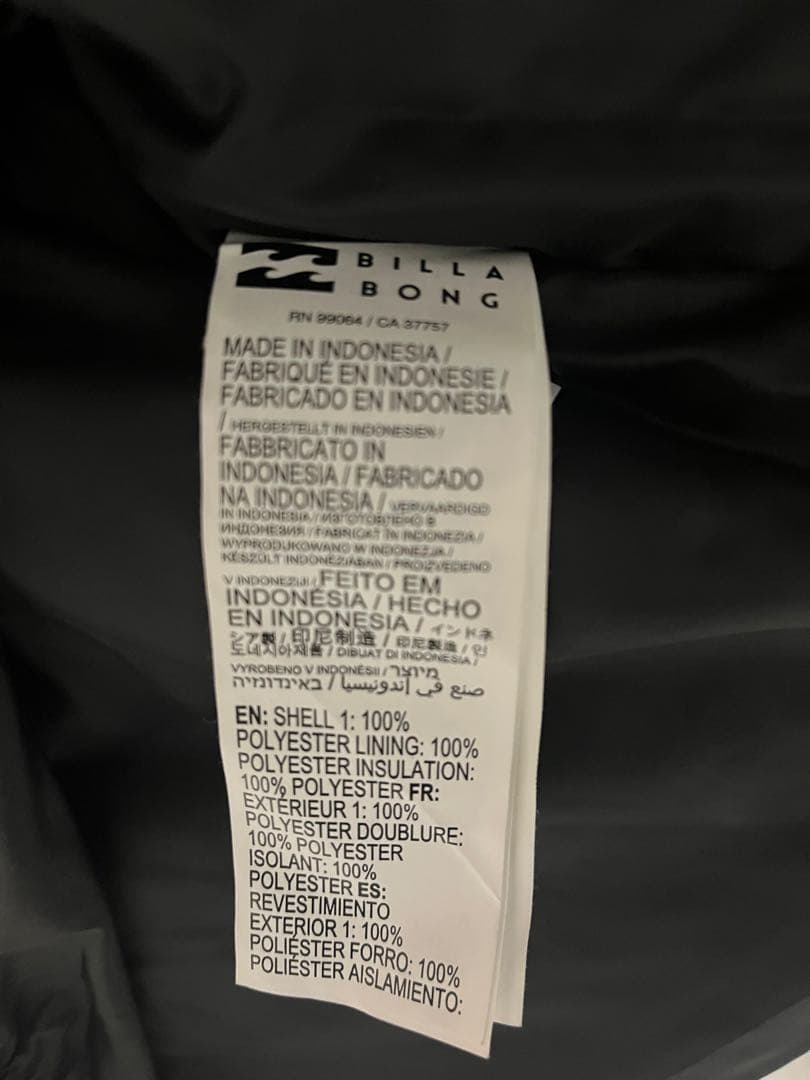 BILLA
BONG
RN 99064 / CA 37757
MADE IN INDONESIA /
FABRIQUÉ EN INDONESIE /
FABRICADO EN INDONESIA
/ HERGESTELLT IN INDONESIEN /
FABBRICATO IN
INDONESIA / FABRICADO
NA INDONESIA / VERVAARDIGD
IN INDONESIA / ИЗГОТОВЛЕНО В
ИНДОНЕЗИЯ / FABRICAT IN INDONEZIA /
WYPRODUKOWANO W INDONEZJA /
KÉSZÜLT INDONÉZIÁBAN / PROIZVEDENO
V INDONEZIJI / FEITO EM
INDONÉSIA / HECHO
EN INDONESIA / インドネ
シア製 / 印尼制造 / 印尼製造 / 인
도네시아제품 / DIBUAT DI INDONESIA /
VYROBENO V INDONÉSII / מיוצר
באינדונזיה / صنع في إندونيسيا
EN: SHELL 1: 100%
POLYESTER LINING: 100%
POLYESTER INSULATION:
100% POLYESTER FR:
EXTÉRIEUR 1: 100%
POLYESTER DOUBLURE:
100% POLYESTER
ISOLANT: 100%
POLYESTER ES:
REVESTIMIENTO
EXTERIOR 1: 100%
POLIÉSTER FORRO: 100%
POLIÉSTER AISLAMIENTO: